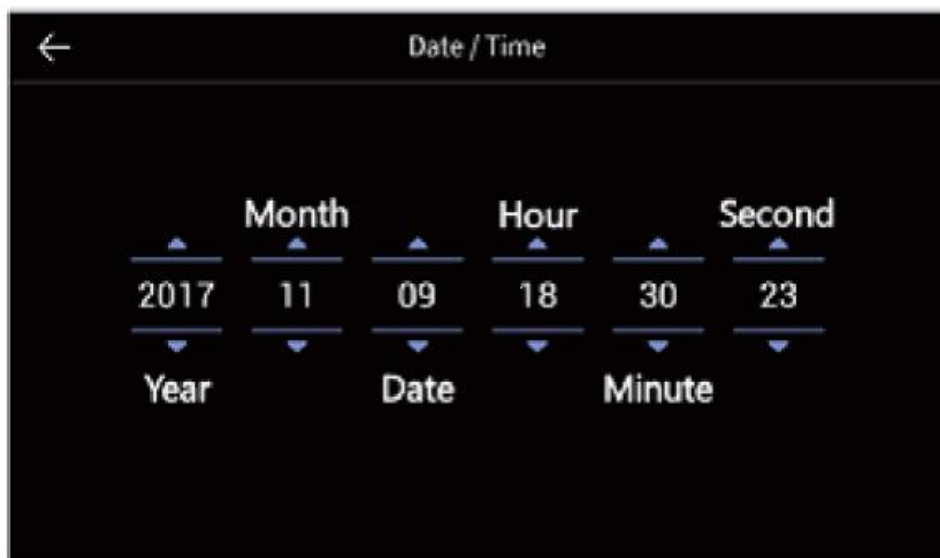 Date / Time
Month Hour Second
2017 11 09 18 30 23
Year Date Minute